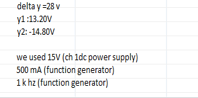 delta y =28 v
y1 :13.20V
y2: -14.80V
we used 15V (ch 1dc power supply)
500 mA (function generator)
1 k hz (function generator)